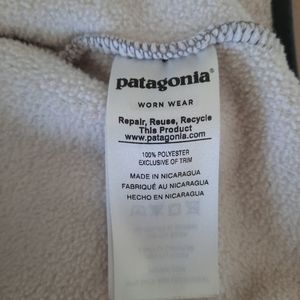 patagonia®
WORN WEAR
Repair, Reuse, Recycle
This Product
www.patagonia.com
100% POLYESTER
EXCLUSIVE OF TRIM
MADE IN NICARAGUA
FABRIQUÉ AU NICARAGUA
HECHO EN NICARAGUA